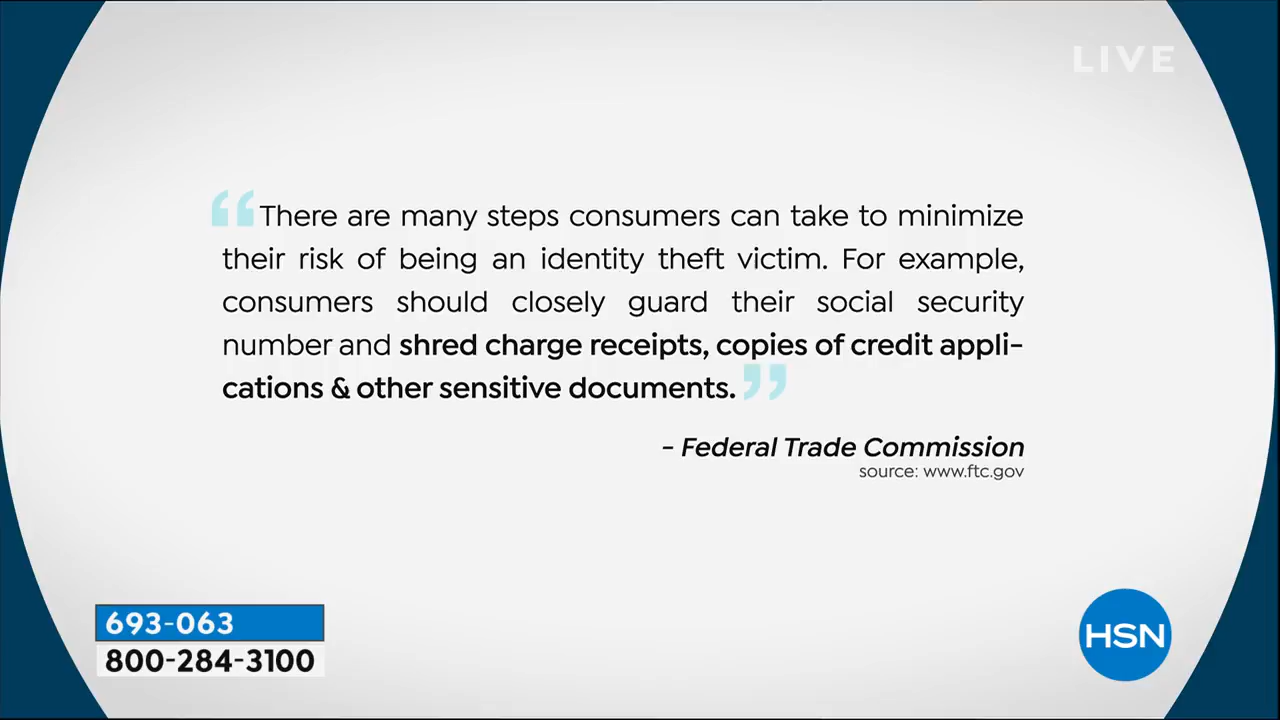 LIVE
“There are many steps consumers can take to minimize
their risk of being an identity theft victim. For example,
consumers should closely guard their social security
number and shred charge receipts, copies of credit appli-
cations & other sensitive documents.”
- Federal Trade Commission
source: www.ftc.gov
693-063
800-284-3100
HSN